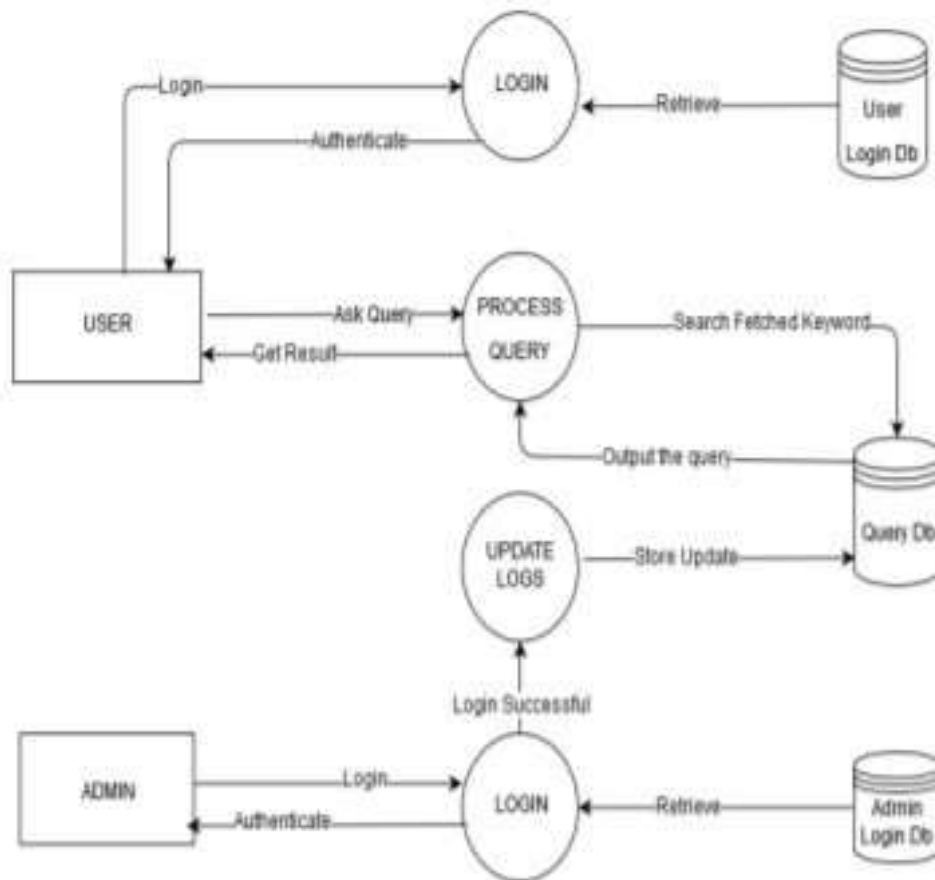 LOGIN
User
Login Db
Login
Retrieve
Authenticate
USER
Ask Query
PROCESS
QUERY
Search Fetched Keyword
Get Result
Output the query
Query Db
UPDATE
LOGS
Store Update
Login Successful
ADMIN
Login
LOGIN
Retrieve
Admin
Login Db
Authenticate